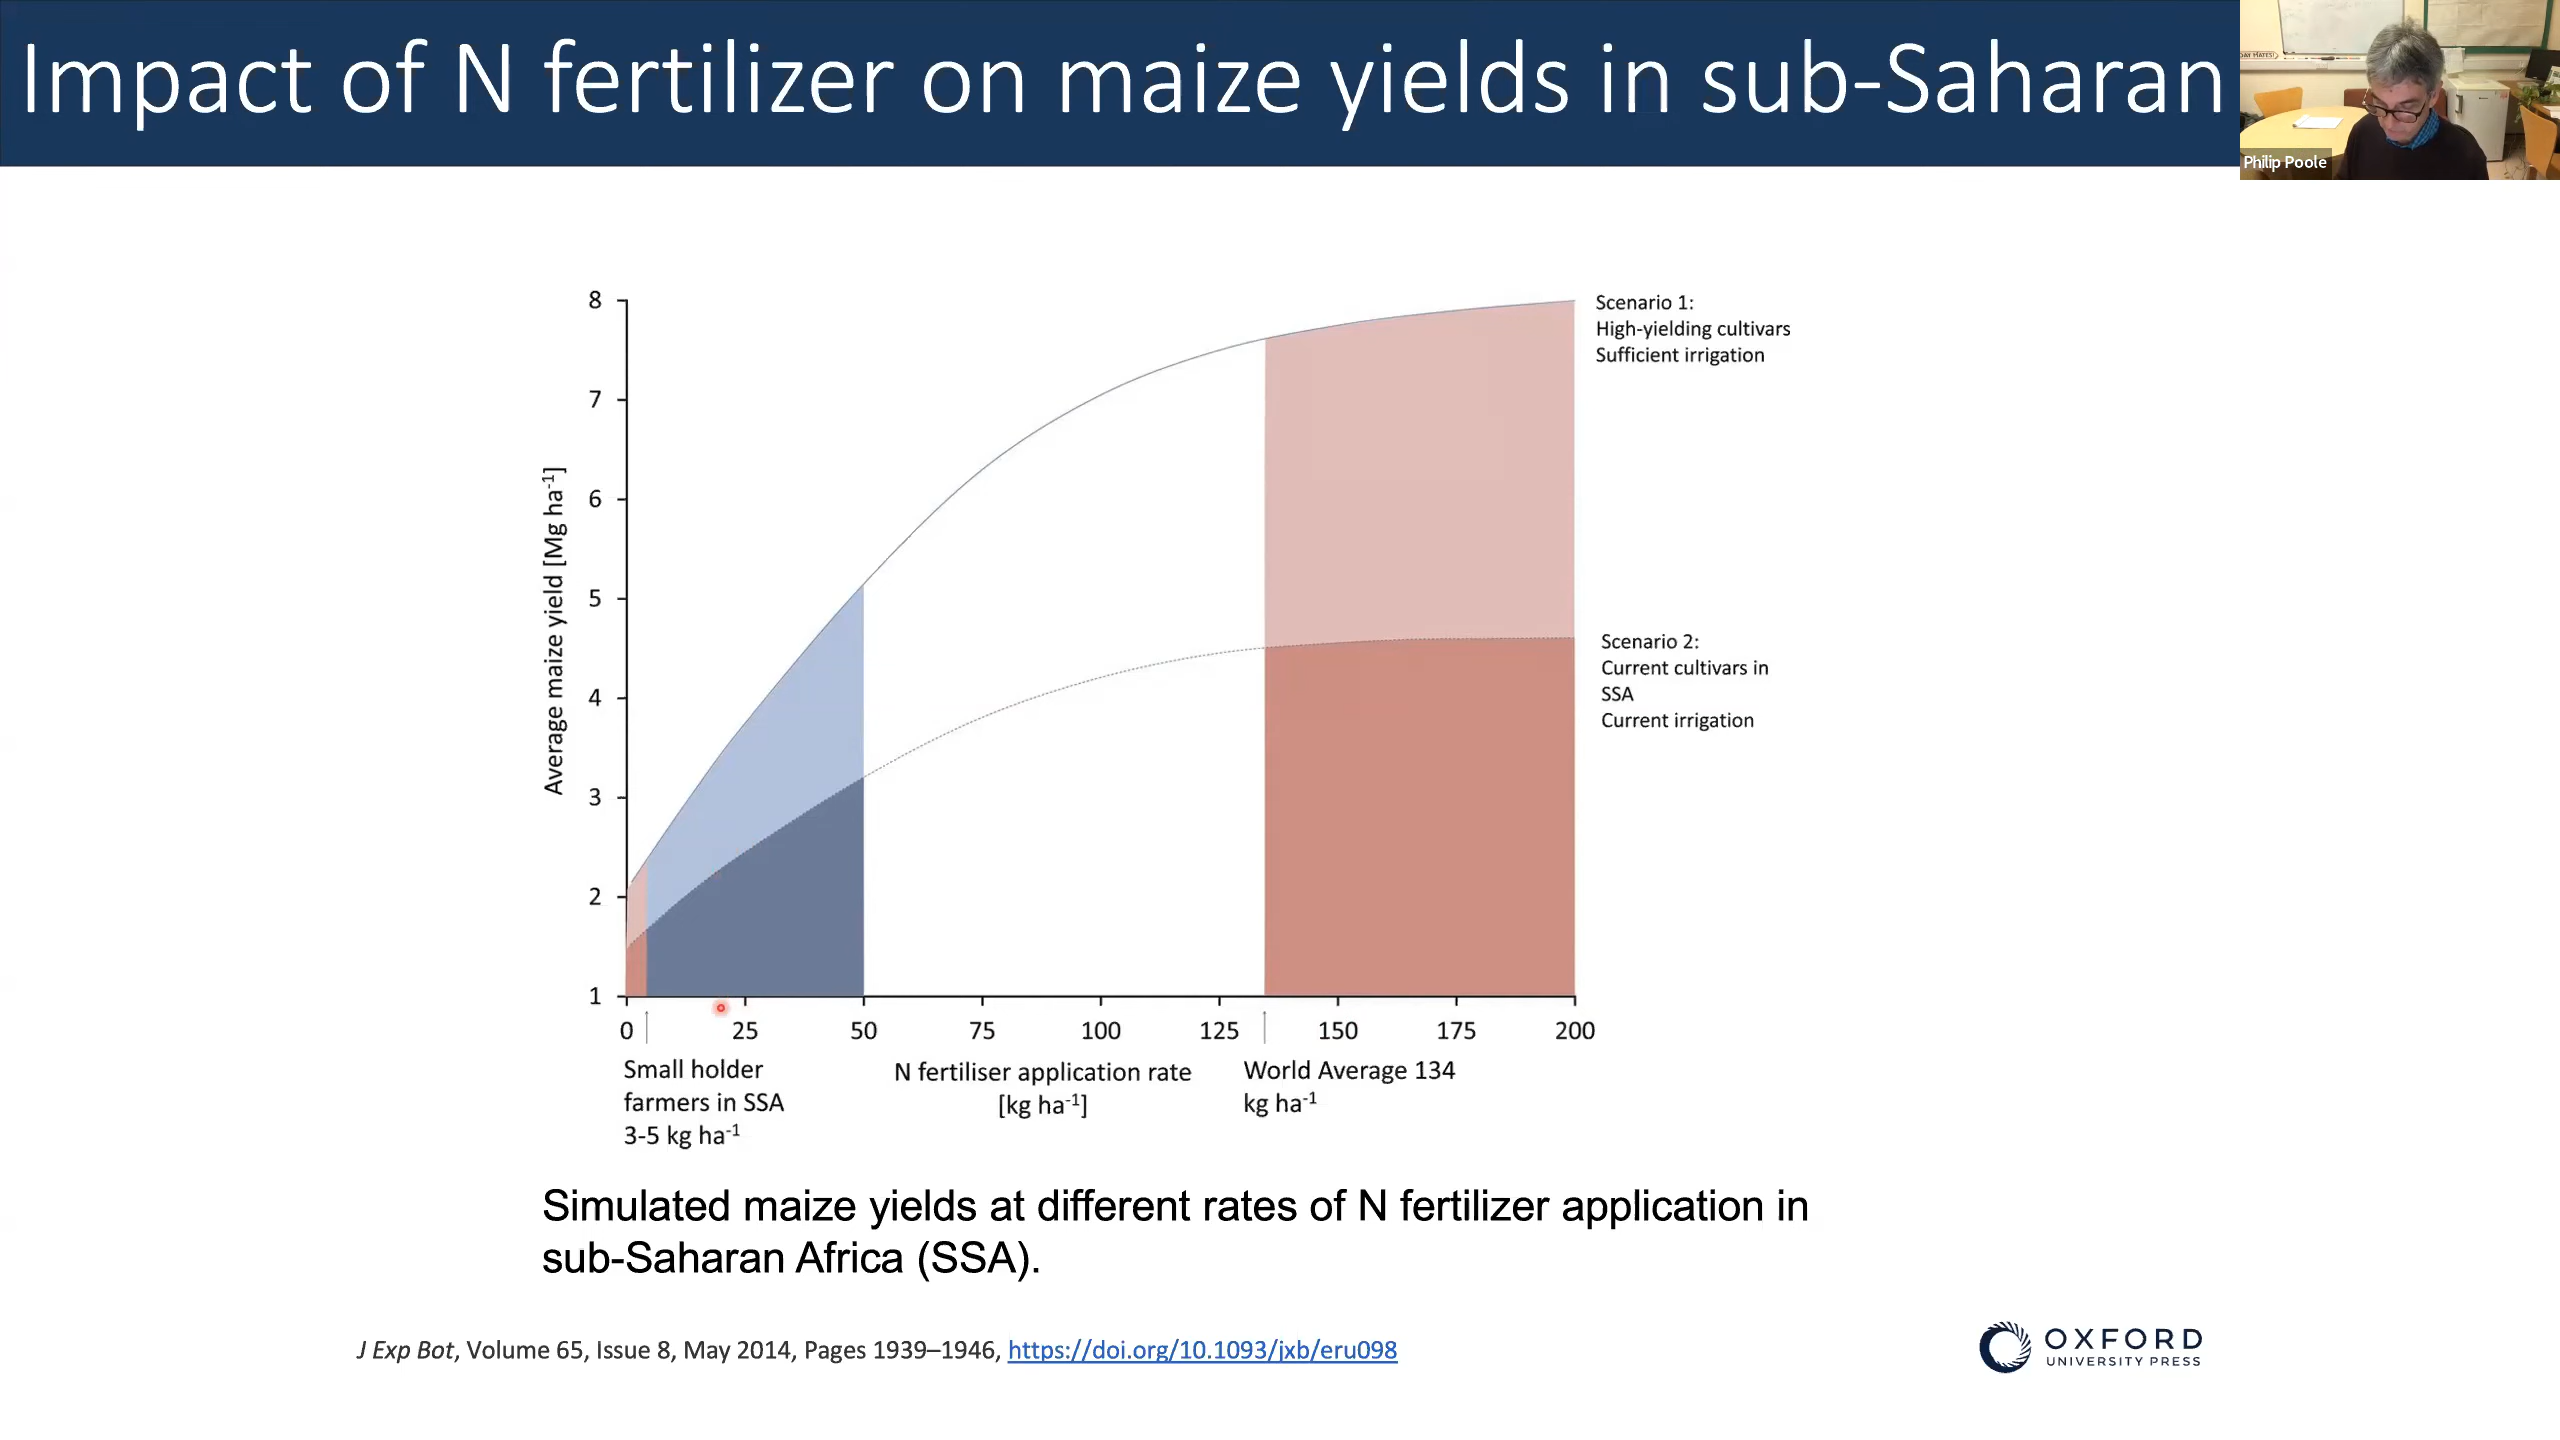 Impact of N fertilizer on maize yields in sub-Saharan
Philip Poole
8
7
6
5
4
3
2
1
Average maize yield [Mg ha⁻¹]
Scenario 1:
High-yielding cultivars
Sufficient irrigation
Scenario 2:
Current cultivars in
SSA
Current irrigation
0 25 50 75 100 125 150 175 200
Small holder
farmers in SSA
3-5 kg ha⁻¹
N fertiliser application rate
[kg ha⁻¹]
World Average 134
kg ha⁻¹
Simulated maize yields at different rates of N fertilizer application in
sub-Saharan Africa (SSA).
J Exp Bot, Volume 65, Issue 8, May 2014, Pages 1939–1946, https://doi.org/10.1093/jxb/eru098
OXFORD
UNIVERSITY PRESS